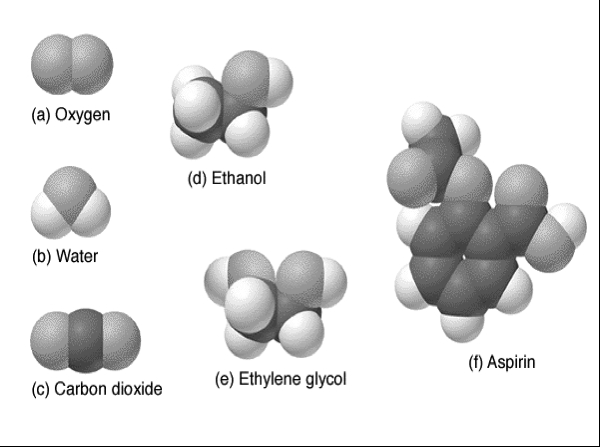 (a) Oxygen
(b) Water
(c) Carbon dioxide
(d) Ethanol
(e) Ethylene glycol
(f) Aspirin